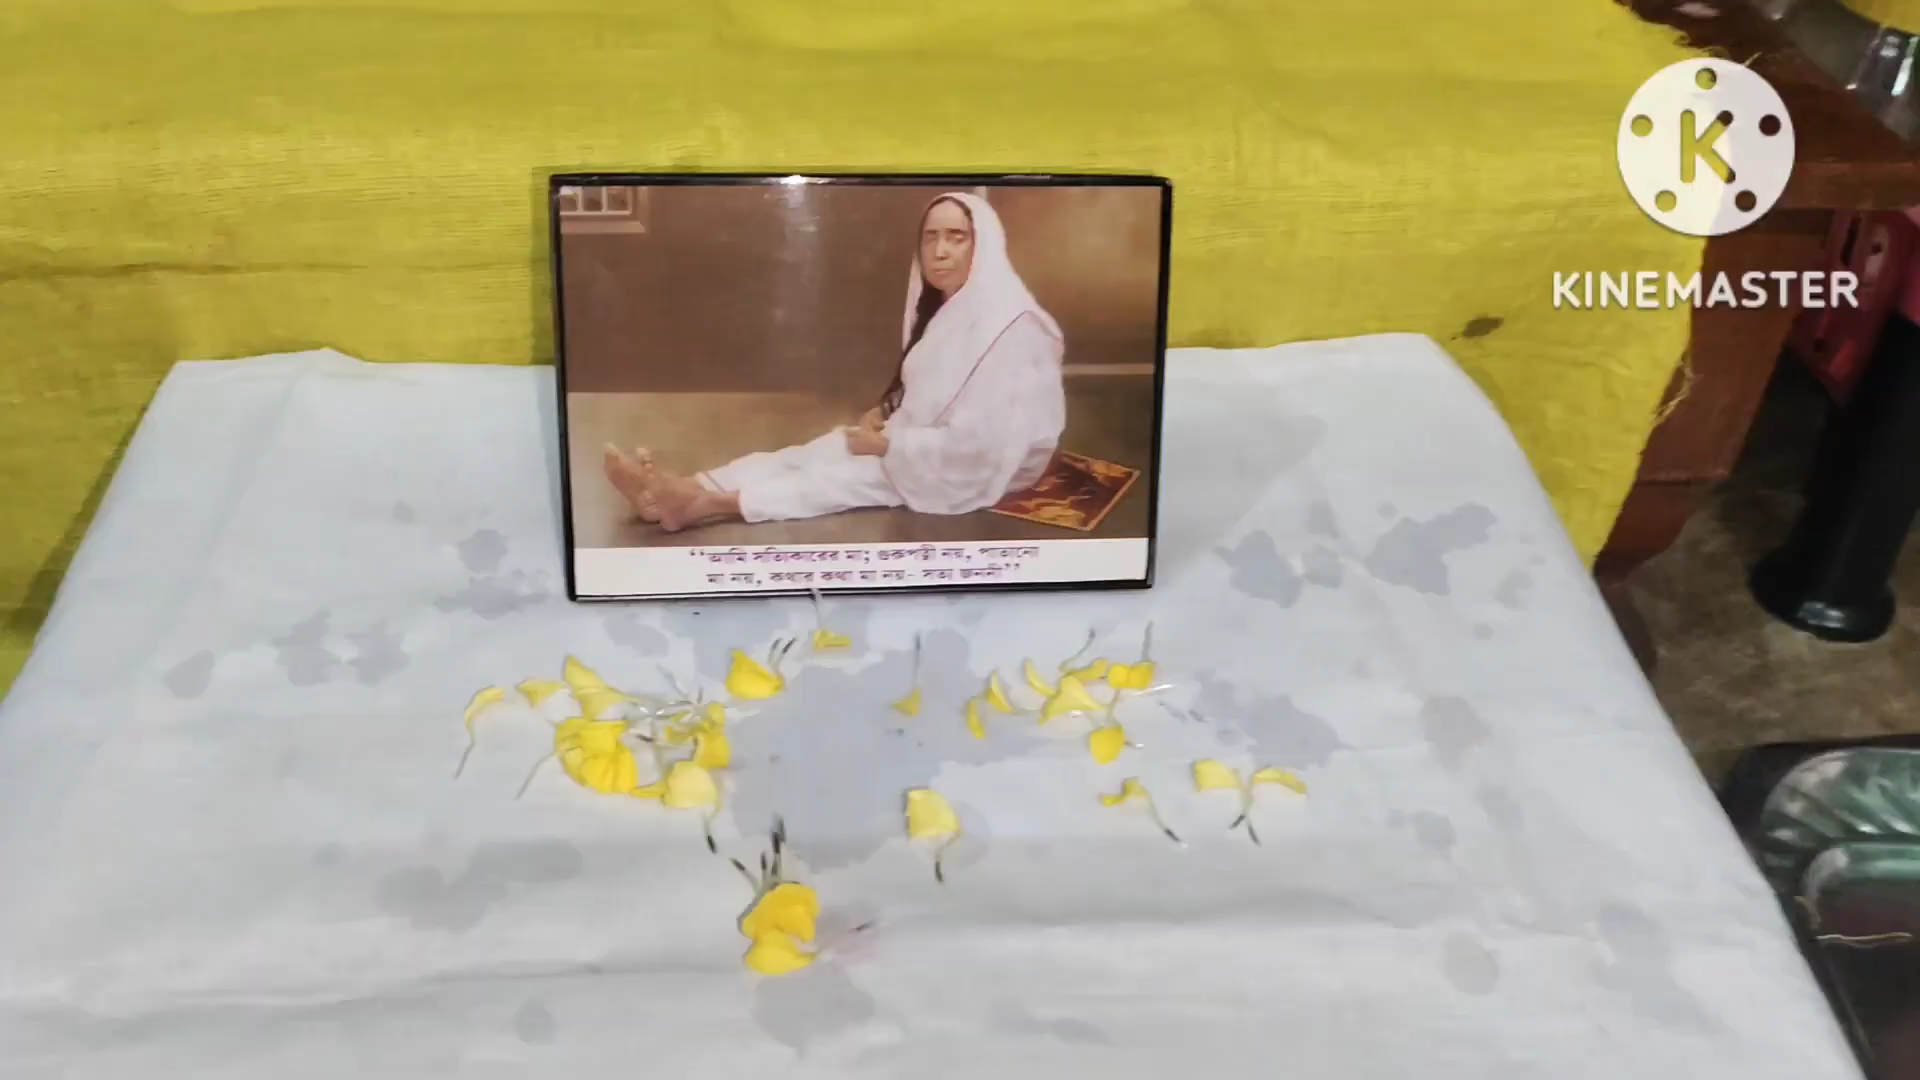 K
KINEMASTER
“আমি সত্যিকারের মা; গুরুপত্নী নয়, পাতানো
মা নয়, কথার কথা মা নয়- সত্য জননী”